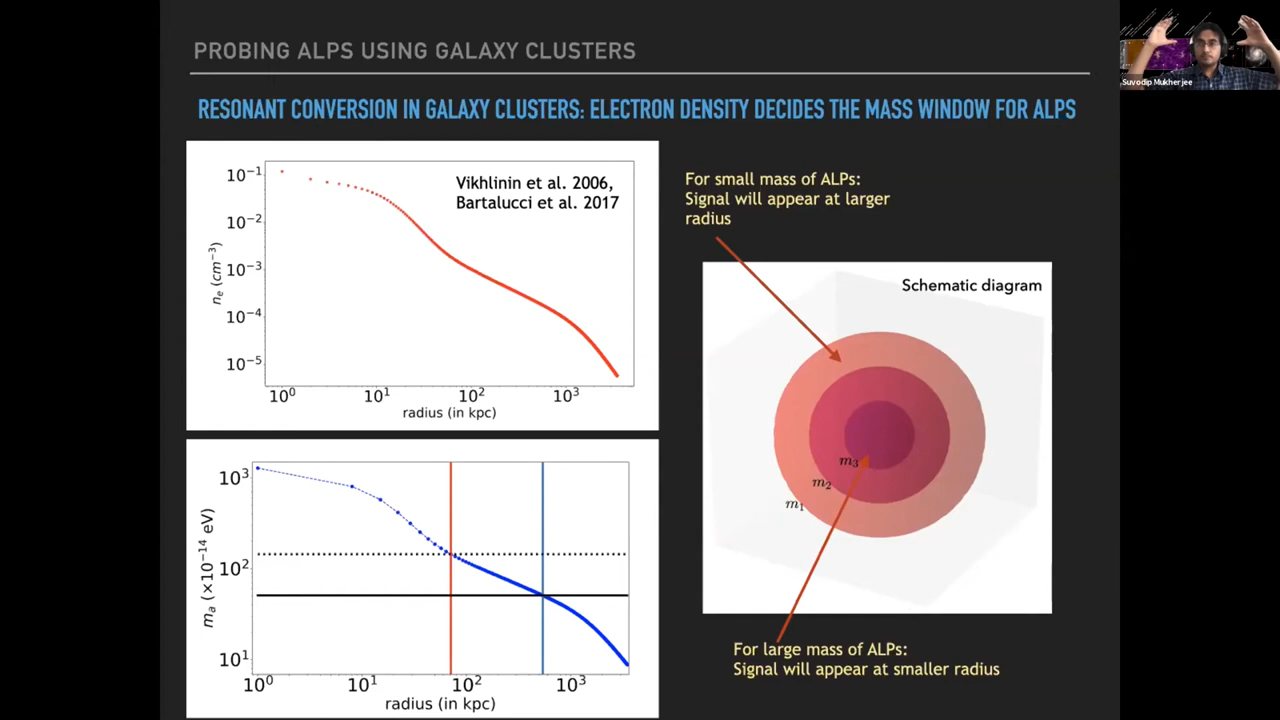 PROBING ALPS USING GALAXY CLUSTERS
Suvodip Mukherjee
RESONANT CONVERSION IN GALAXY CLUSTERS: ELECTRON DENSITY DECIDES THE MASS WINDOW FOR ALPS
Vikhlinin et al. 2006,
Bartalucci et al. 2017
10⁻¹
10⁻²
10⁻³
10⁻⁴
10⁻⁵
nₑ (cm⁻³)
10⁰ 10¹ 10² 10³
radius (in kpc)
For small mass of ALPs:
Signal will appear at larger
radius
Schematic diagram
m₃
m₂
m₁
10³
10²
10¹
mₐ (×10⁻¹⁴ eV)
10⁰ 10¹ 10² 10³
radius (in kpc)
For large mass of ALPs:
Signal will appear at smaller radius